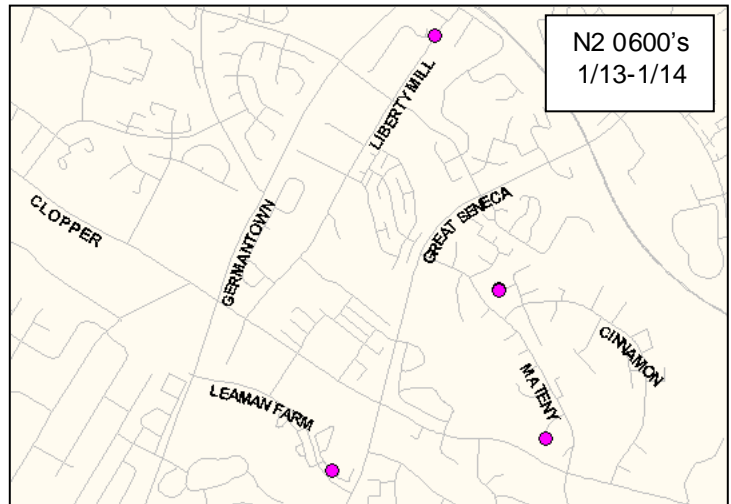 N2 0600's
1/13-1/14
LIBERTY MILL
CLOPPER
GERMANTOWN
GREAT SENECA
CINNAMON
MATENY
LEAMAN FARM